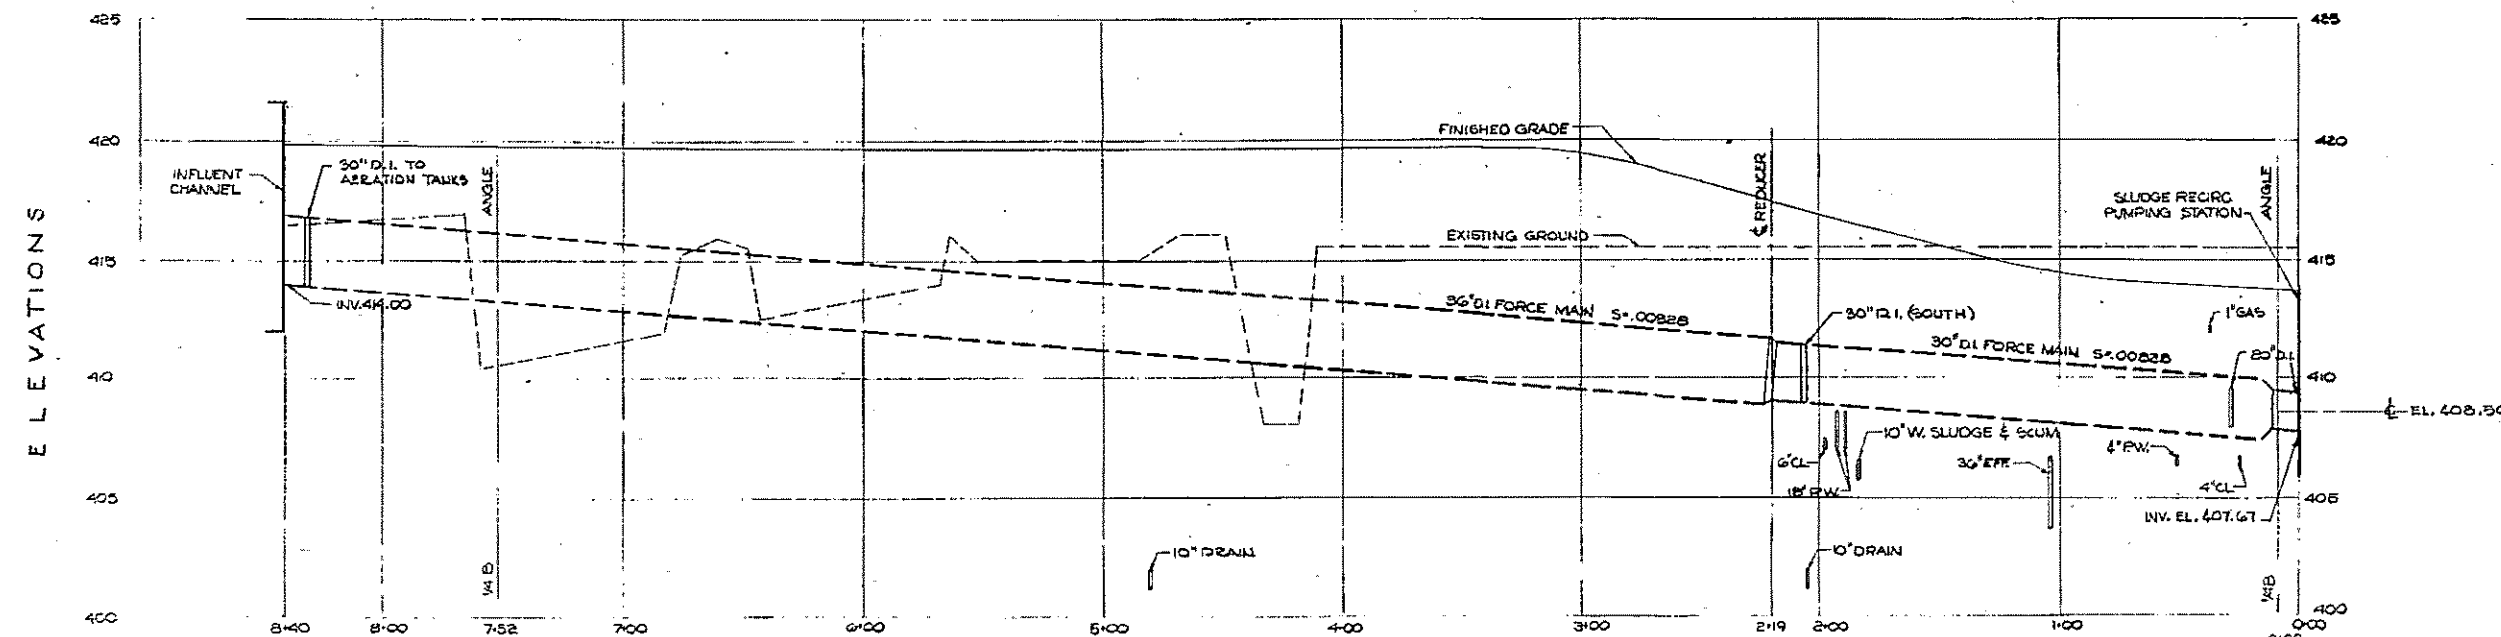 425
425
FINISHED GRADE
420
420
30" D.I. TO
AERATION TANKS
INFLUENT
CHANNEL
ANGLE
℄ REDUCER
ANGLE
SLUDGE RECIRC.
PUMPING STATION
ELEVATIONS
EXISTING GROUND
415
415
INV. 414.00
36" D.I. FORCE MAIN S=.00828
30" D.I. (SOUTH)
1" GAS
30" D.I. FORCE MAIN S=.00828
410
410
℄ EL. 408.50
10" W. SLUDGE & SCUM
6" CL
18" P.W.
36" EFF.
4" P.W.
4" CL
405
405
INV. EL. 407.67
10" DRAIN
10" DRAIN
1/4 B
1/4 B
400
400
8+40
8+00
7+52
7+00
6+00
5+00
4+00
3+00
2+19
2+00
1+00
0+00